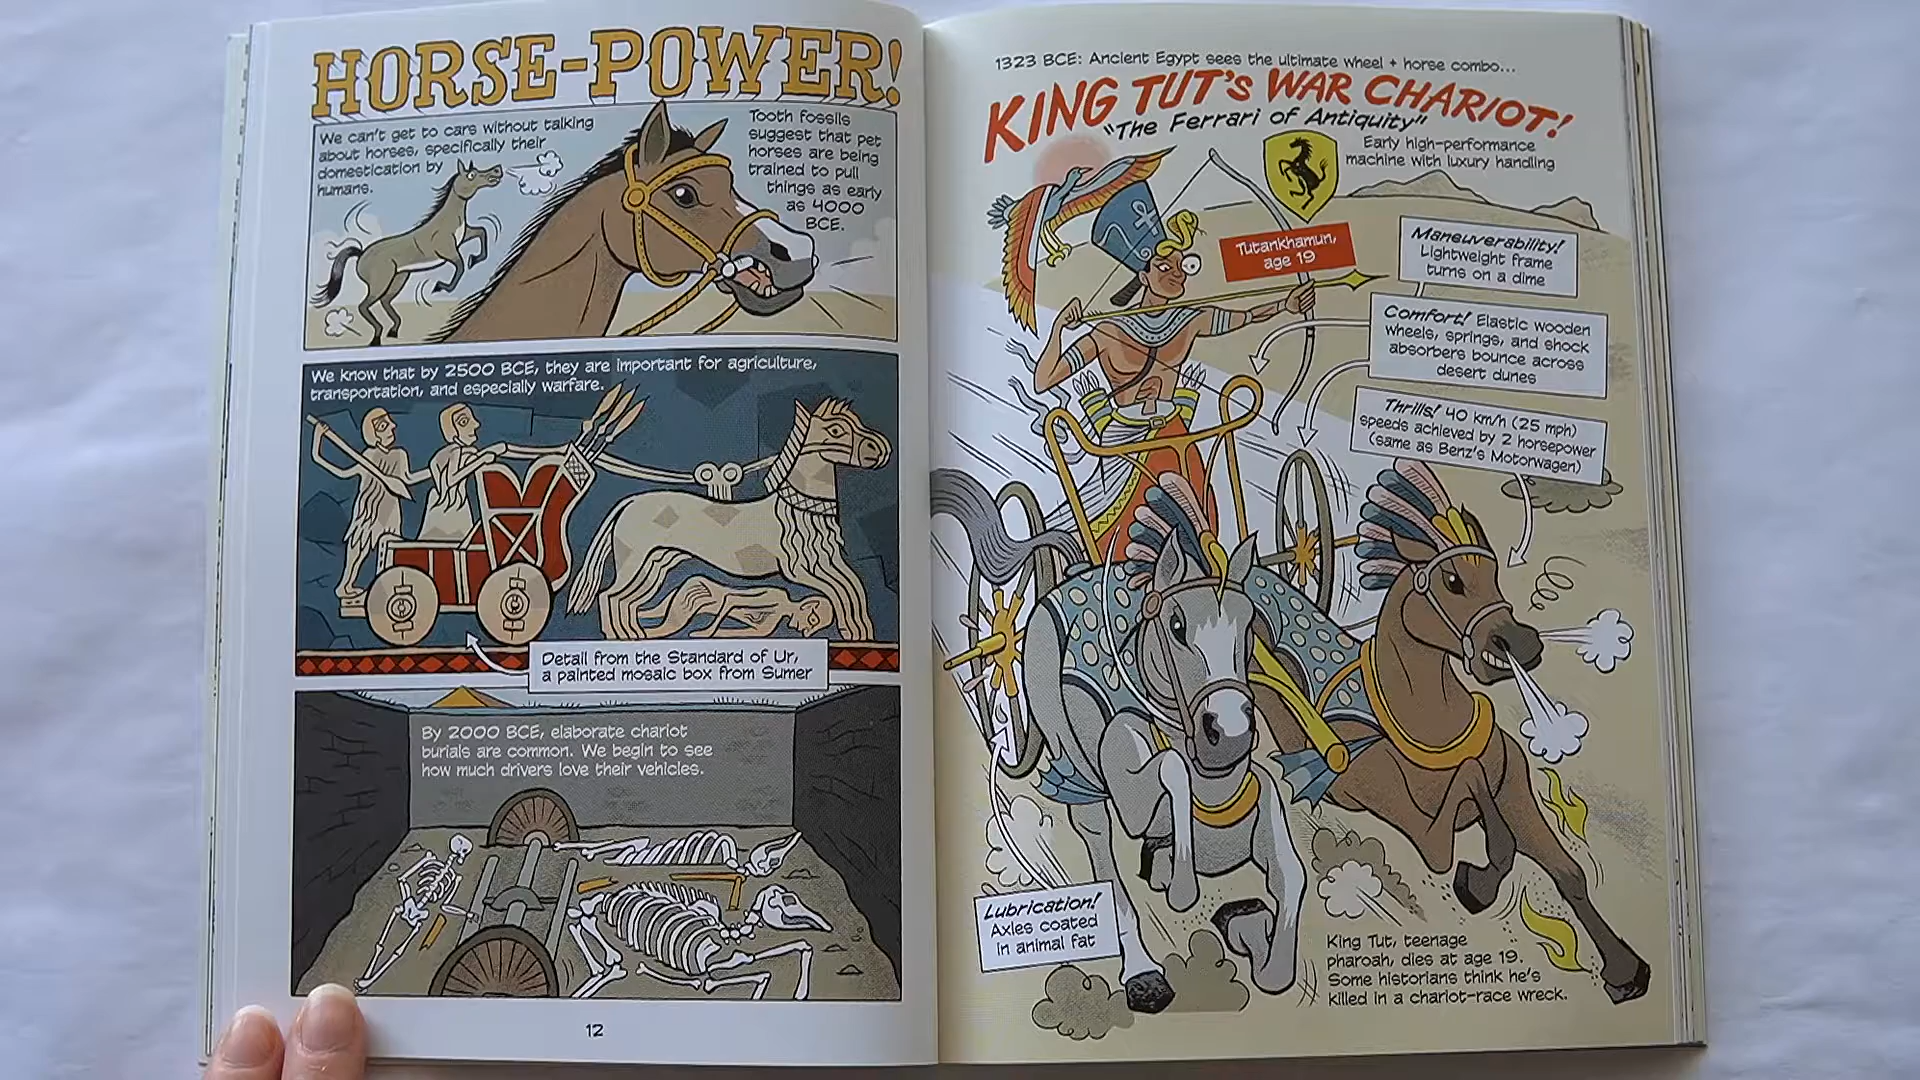 HORSE-POWER!
We can't get to cars without talking
about horses, specifically their
domestication by
humans.
Tooth fossils
suggest that pet
horses are being
trained to pull
things as early
as 4000
BCE.
We know that by 2500 BCE, they are important for agriculture,
transportation, and especially warfare.
Detail from the Standard of Ur,
a painted mosaic box from Sumer
By 2000 BCE, elaborate chariot
burials are common. We begin to see
how much drivers love their vehicles.
12
1323 BCE: Ancient Egypt sees the ultimate wheel + horse combo...
KING TUT'S WAR CHARIOT!
"The Ferrari of Antiquity"
Early high-performance
machine with luxury handling
Tutankhamun,
age 19
Maneuverability!
Lightweight frame
turns on a dime
Comfort! Elastic wooden
wheels, springs, and shock
absorbers bounce across
desert dunes
Thrills! 40 km/h (25 mph)
speeds achieved by 2 horsepower
(same as Benz's Motorwagen)
Lubrication!
Axles coated
in animal fat
King Tut, teenage
pharoah, dies at age 19.
Some historians think he's
killed in a chariot-race wreck.